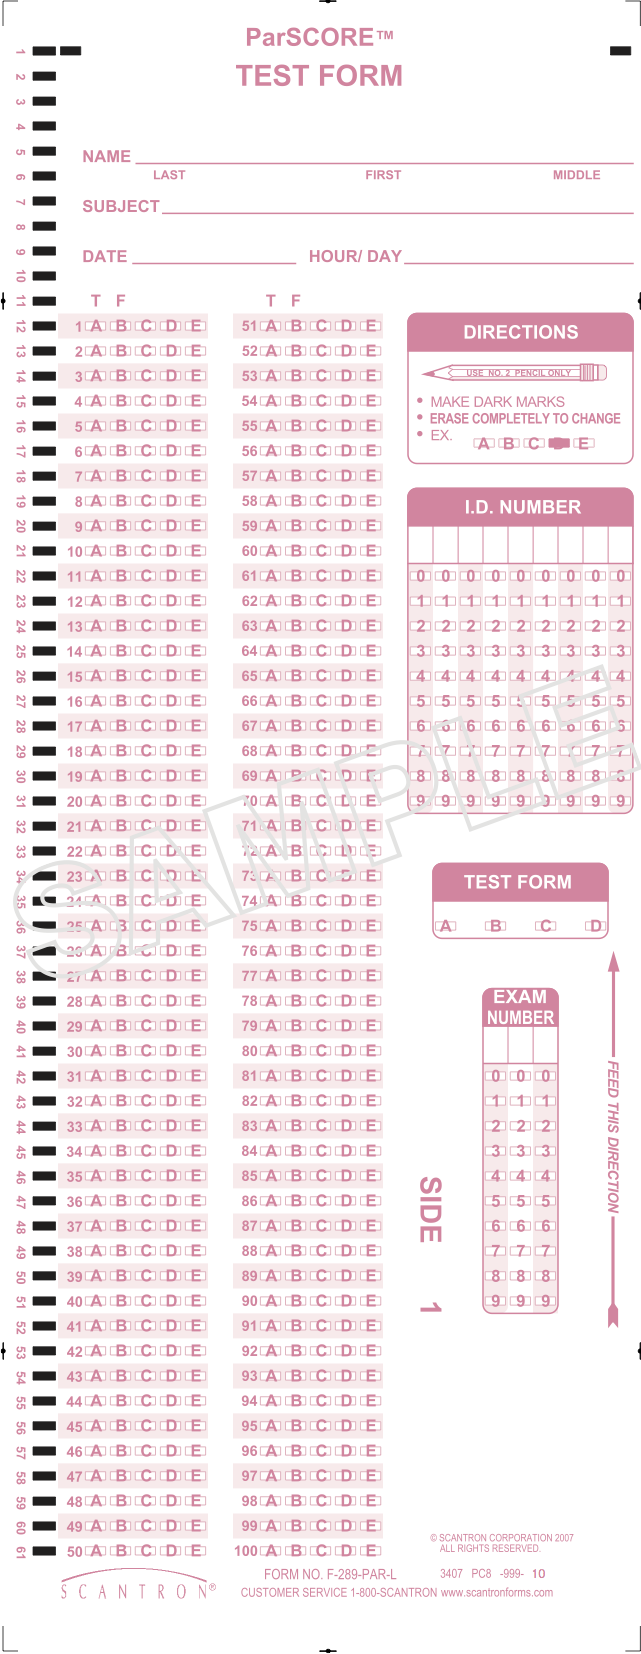 ParSCORE™
TEST FORM
NAME
LAST FIRST MIDDLE
SUBJECT
DATE HOUR/ DAY
1
2
3
4
5
6
7
8
9
10
11
12
13
14
15
16
17
18
19
20
21
22
23
24
25
26
27
28
29
30
31
32
33
34
35
36
37
38
39
40
41
42
43
44
45
46
47
48
49
50
51
52
53
54
55
56
57
58
59
60
61
T F
1 A B C D E
2 A B C D E
3 A B C D E
4 A B C D E
5 A B C D E
6 A B C D E
7 A B C D E
8 A B C D E
9 A B C D E
10 A B C D E
11 A B C D E
12 A B C D E
13 A B C D E
14 A B C D E
15 A B C D E
16 A B C D E
17 A B C D E
18 A B C D E
19 A B C D E
20 A B C D E
21 A B C D E
22 A B C D E
23 A B C D E
24 A B C D E
25 A B C D E
26 A B C D E
27 A B C D E
28 A B C D E
29 A B C D E
30 A B C D E
31 A B C D E
32 A B C D E
33 A B C D E
34 A B C D E
35 A B C D E
36 A B C D E
37 A B C D E
38 A B C D E
39 A B C D E
40 A B C D E
41 A B C D E
42 A B C D E
43 A B C D E
44 A B C D E
45 A B C D E
46 A B C D E
47 A B C D E
48 A B C D E
49 A B C D E
50 A B C D E
T F
51 A B C D E
52 A B C D E
53 A B C D E
54 A B C D E
55 A B C D E
56 A B C D E
57 A B C D E
58 A B C D E
59 A B C D E
60 A B C D E
61 A B C D E
62 A B C D E
63 A B C D E
64 A B C D E
65 A B C D E
66 A B C D E
67 A B C D E
68 A B C D E
69 A B C D E
70 A B C D E
71 A B C D E
72 A B C D E
73 A B C D E
74 A B C D E
75 A B C D E
76 A B C D E
77 A B C D E
78 A B C D E
79 A B C D E
80 A B C D E
81 A B C D E
82 A B C D E
83 A B C D E
84 A B C D E
85 A B C D E
86 A B C D E
87 A B C D E
88 A B C D E
89 A B C D E
90 A B C D E
91 A B C D E
92 A B C D E
93 A B C D E
94 A B C D E
95 A B C D E
96 A B C D E
97 A B C D E
98 A B C D E
99 A B C D E
100 A B C D E
DIRECTIONS
USE NO. 2 PENCIL ONLY
• MAKE DARK MARKS
• ERASE COMPLETELY TO CHANGE
• EX. A B C D E
I.D. NUMBER
0 0 0 0 0 0 0 0 0
1 1 1 1 1 1 1 1 1
2 2 2 2 2 2 2 2 2
3 3 3 3 3 3 3 3 3
4 4 4 4 4 4 4 4 4
5 5 5 5 5 5 5 5 5
6 6 6 6 6 6 6 6 6
7 7 7 7 7 7 7 7 7
8 8 8 8 8 8 8 8 8
9 9 9 9 9 9 9 9 9
SAMPLE
TEST FORM
A B C D
EXAM
NUMBER
0 0 0
1 1 1
2 2 2
3 3 3
4 4 4
5 5 5
6 6 6
7 7 7
8 8 8
9 9 9
FEED THIS DIRECTION
SIDE 1
© SCANTRON CORPORATION 2007
ALL RIGHTS RESERVED.
SCANTRON®
FORM NO. F-289-PAR-L 3407 PC8 -999- 10
CUSTOMER SERVICE 1-800-SCANTRON www.scantronforms.com